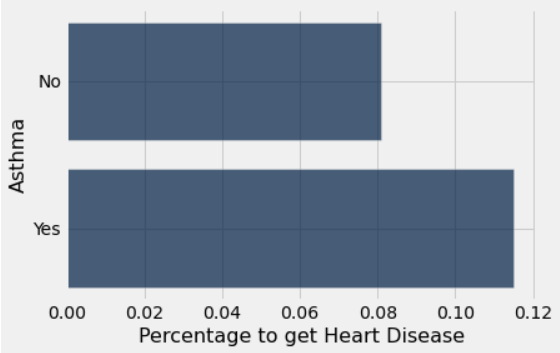 No
Asthma
Yes
0.00 0.02 0.04 0.06 0.08 0.10 0.12
Percentage to get Heart Disease